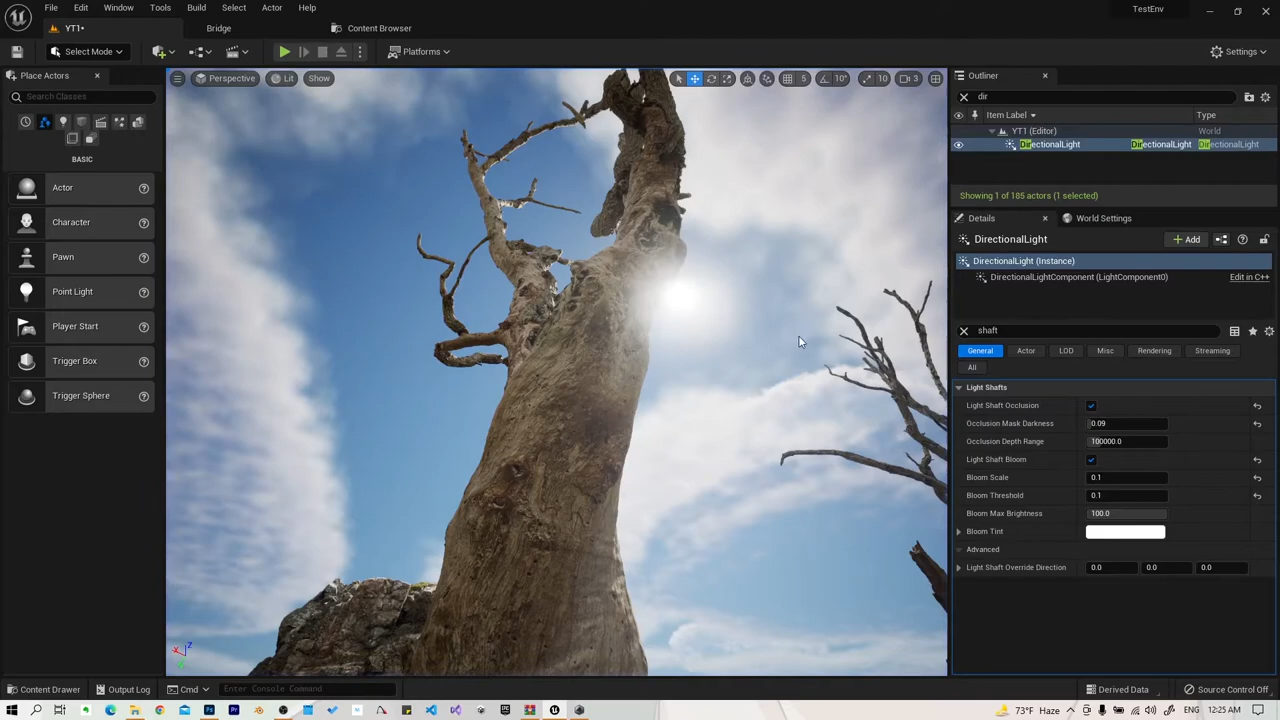 File Edit Window Tools Build Select Actor Help TestEnv
YT1• Bridge Content Browser
Select Mode Platforms Settings
Place Actors
Search Classes
BASIC
Actor
Character
Pawn
Point Light
Player Start
Trigger Box
Trigger Sphere
Perspective Lit Show 5 10° 10 3
Outliner
dir
Item Label Type
YT1 (Editor) World
DirectionalLight DirectionalLight DirectionalLight
Showing 1 of 185 actors (1 selected)
Details World Settings
DirectionalLight Add
DirectionalLight (Instance)
DirectionalLightComponent (LightComponent0) Edit in C++
shaft
General Actor LOD Misc Rendering Streaming
All
Light Shafts
Light Shaft Occlusion
Occlusion Mask Darkness 0.09
Occlusion Depth Range 100000.0
Light Shaft Bloom
Bloom Scale 0.1
Bloom Threshold 0.1
Bloom Max Brightness 100.0
Bloom Tint
Advanced
Light Shaft Override Direction 0.0 0.0 0.0
X Y Z
Content Drawer Output Log Cmd Enter Console Command Derived Data Source Control Off
73°F Haze 12:25 AM